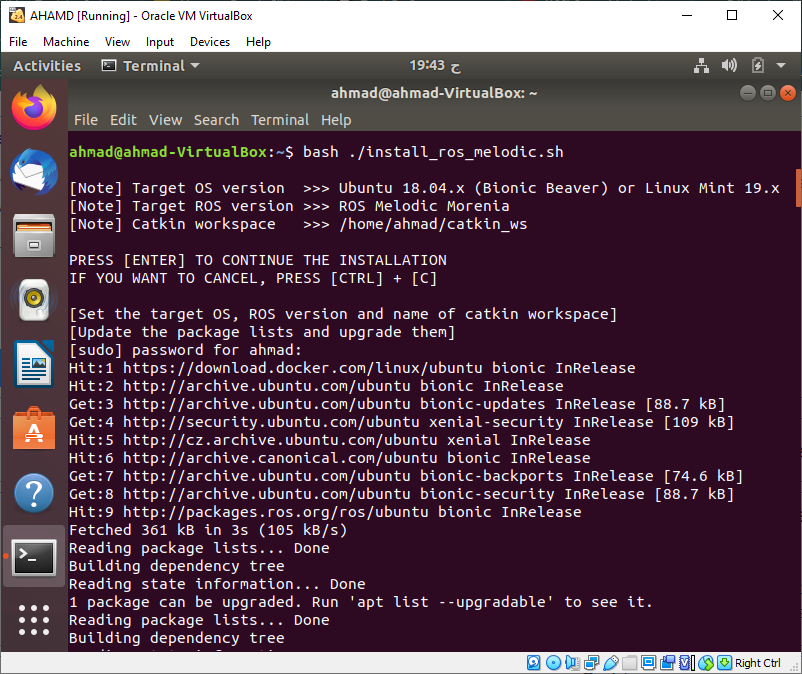 AHAMD [Running] - Oracle VM VirtualBox
File Machine View Input Devices Help
Activities Terminal 19:43 ح
ahmad@ahmad-VirtualBox: ~
File Edit View Search Terminal Help
ahmad@ahmad-VirtualBox:~$ bash ./install_ros_melodic.sh
[Note] Target OS version  >>> Ubuntu 18.04.x (Bionic Beaver) or Linux Mint 19.x
[Note] Target ROS version >>> ROS Melodic Morenia
[Note] Catkin workspace   >>> /home/ahmad/catkin_ws
PRESS [ENTER] TO CONTINUE THE INSTALLATION
IF YOU WANT TO CANCEL, PRESS [CTRL] + [C]
[Set the target OS, ROS version and name of catkin workspace]
[Update the package lists and upgrade them]
[sudo] password for ahmad:
Hit:1 https://download.docker.com/linux/ubuntu bionic InRelease
Hit:2 http://archive.ubuntu.com/ubuntu bionic InRelease
Get:3 http://archive.ubuntu.com/ubuntu bionic-updates InRelease [88.7 kB]
Get:4 http://security.ubuntu.com/ubuntu xenial-security InRelease [109 kB]
Hit:5 http://cz.archive.ubuntu.com/ubuntu xenial InRelease
Hit:6 http://archive.canonical.com/ubuntu bionic InRelease
Get:7 http://archive.ubuntu.com/ubuntu bionic-backports InRelease [74.6 kB]
Get:8 http://archive.ubuntu.com/ubuntu bionic-security InRelease [88.7 kB]
Hit:9 http://packages.ros.org/ros/ubuntu bionic InRelease
Fetched 361 kB in 3s (105 kB/s)
Reading package lists... Done
Building dependency tree
Reading state information... Done
1 package can be upgraded. Run 'apt list --upgradable' to see it.
Reading package lists... Done
Building dependency tree
Right Ctrl